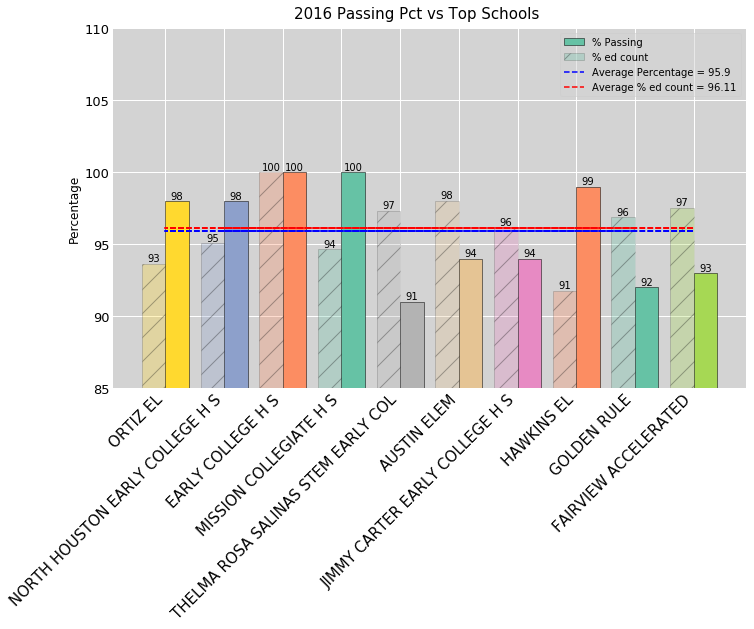 2016 Passing Pct vs Top Schools
% Passing
% ed count
Average Percentage = 95.9
Average % ed count = 96.11
Percentage
110
105
100
95
90
85
93
98
95
98
100
100
94
100
97
91
98
94
96
94
91
99
96
92
97
93
ORTIZ EL
NORTH HOUSTON EARLY COLLEGE H S
EARLY COLLEGE H S
MISSION COLLEGIATE H S
THELMA ROSA SALINAS STEM EARLY COL
AUSTIN ELEM
JIMMY CARTER EARLY COLLEGE H S
HAWKINS EL
GOLDEN RULE
FAIRVIEW ACCELERATED